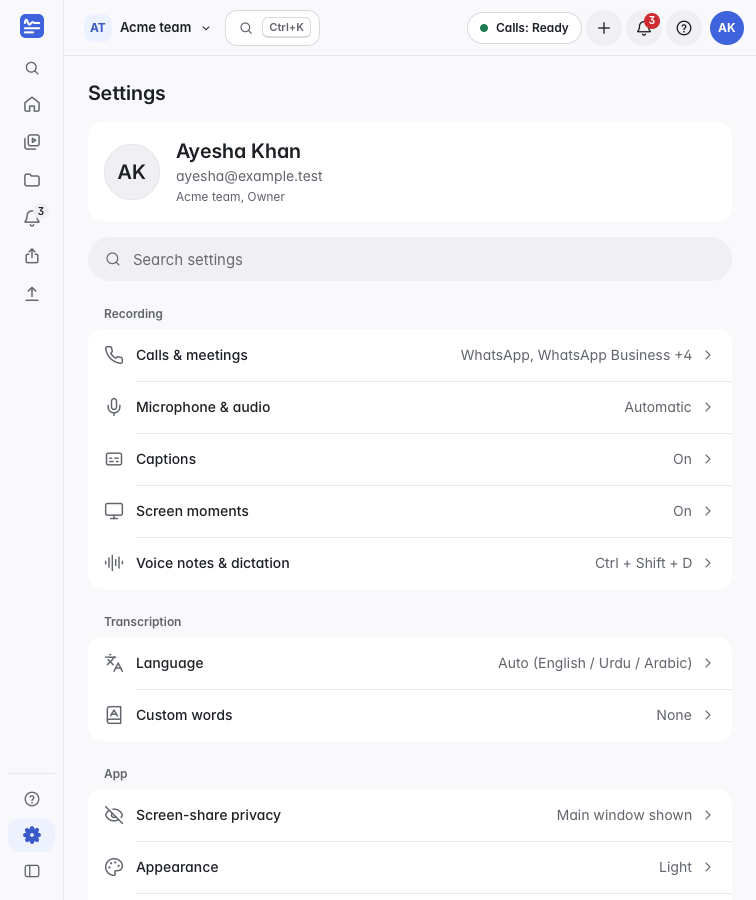 AT Acme team Ctrl+K Calls: Ready 3 AK
3
Settings
AK
Ayesha Khan
ayesha@example.test
Acme team, Owner
Search settings
Recording
Calls & meetings WhatsApp, WhatsApp Business +4
Microphone & audio Automatic
Captions On
Screen moments On
Voice notes & dictation Ctrl + Shift + D
Transcription
Language Auto (English / Urdu / Arabic)
Custom words None
App
Screen-share privacy Main window shown
Appearance Light